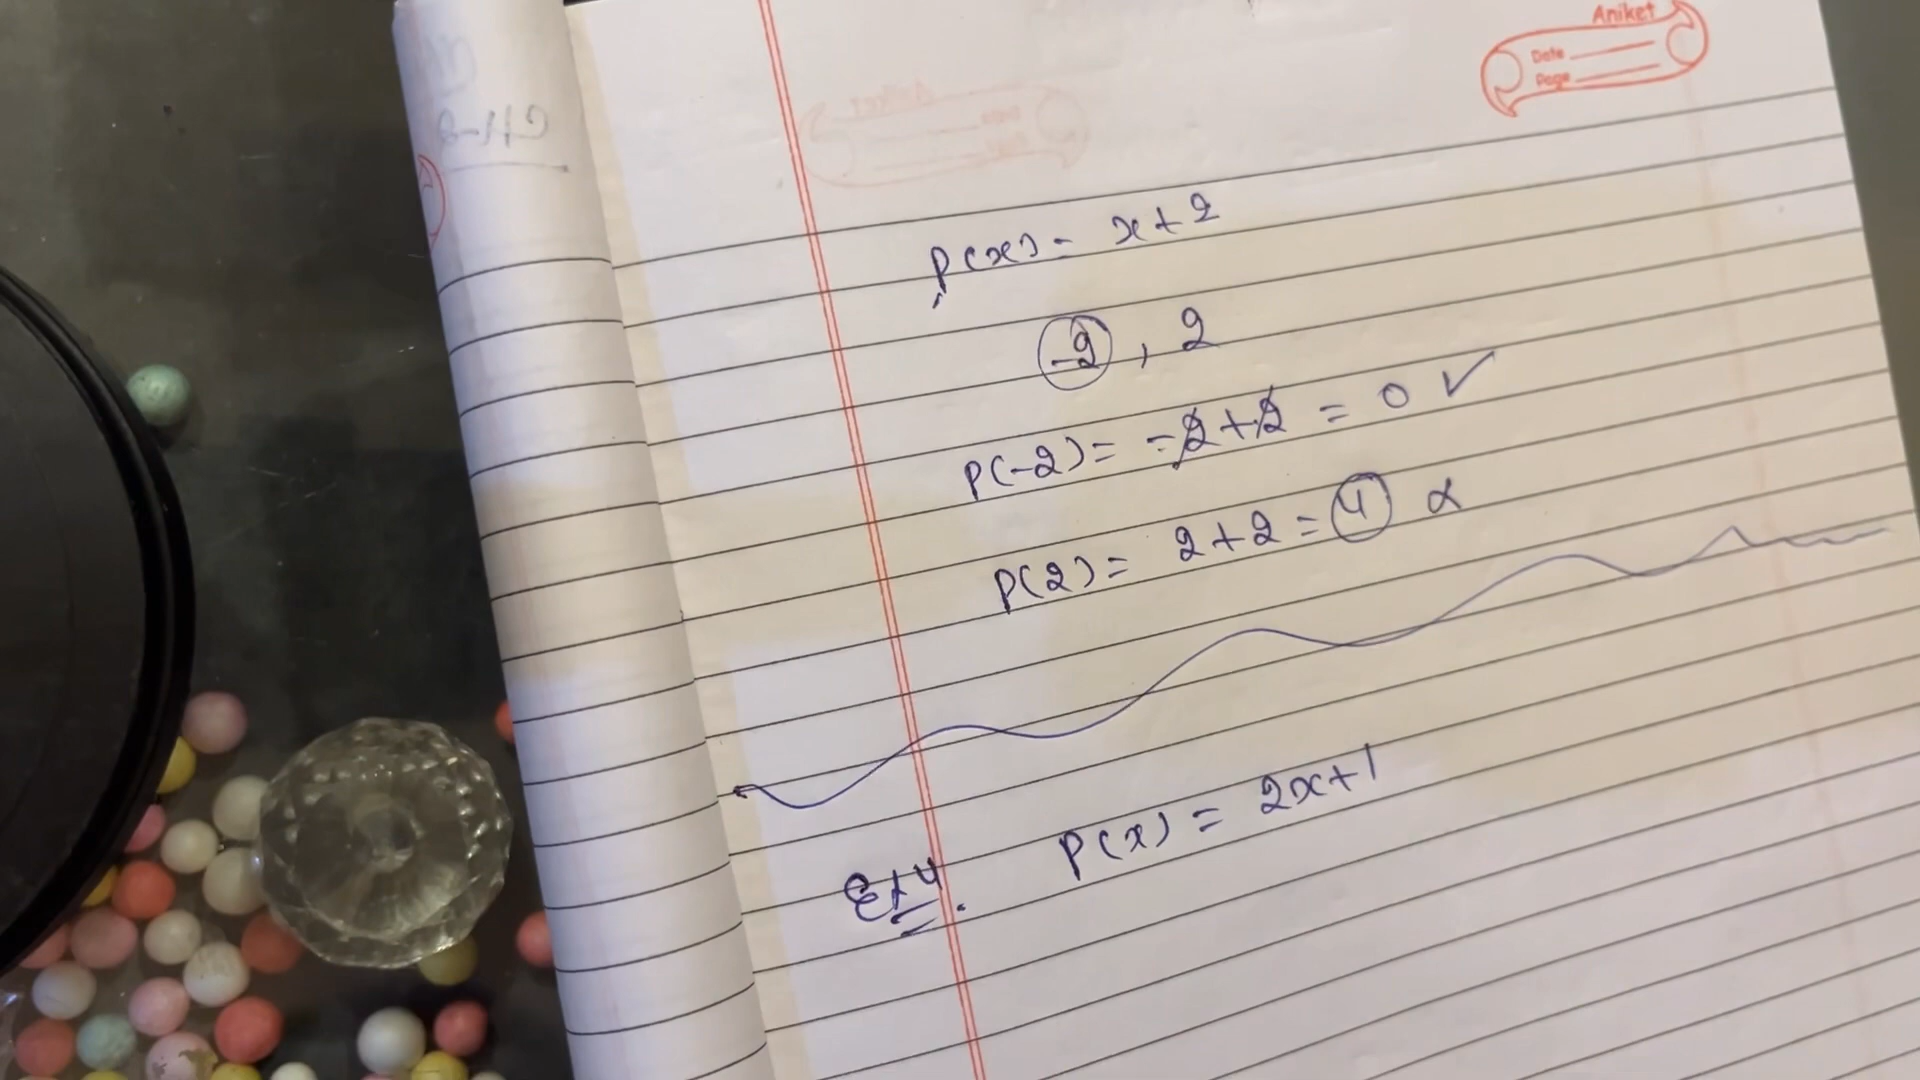 Aniket
Date
Page
p(x) = x+2
-2, 2
P(-2) = -2+2 = 0 ✓
P(2) = 2+2 = 4 ×
Ex 4. P(x) = 2x+1